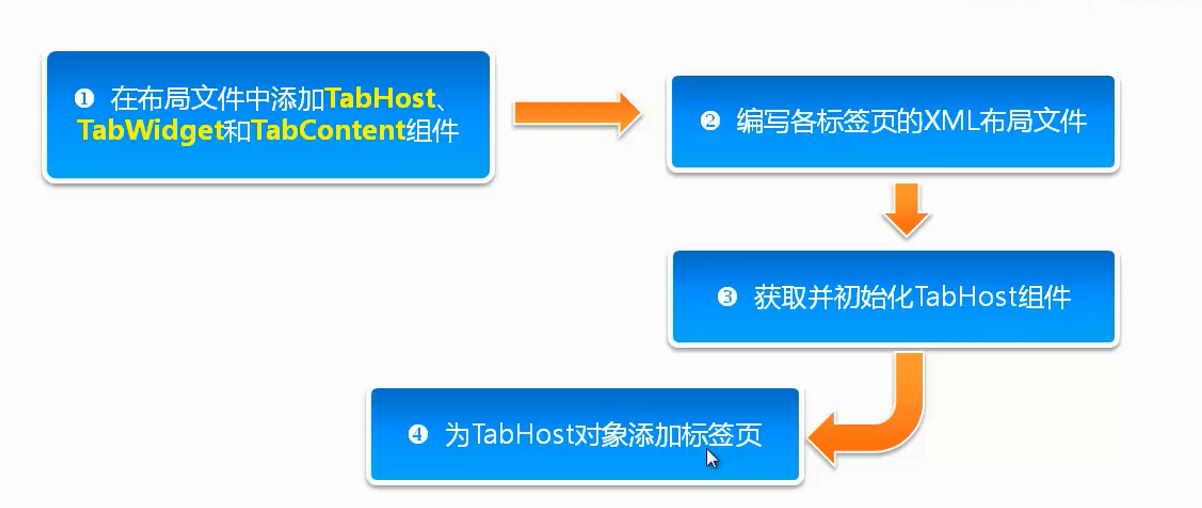 ❶ 在布局文件中添加TabHost、
TabWidget和TabContent组件
❷ 编写各标签页的XML布局文件
❸ 获取并初始化TabHost组件
❹ 为TabHost对象添加标签页